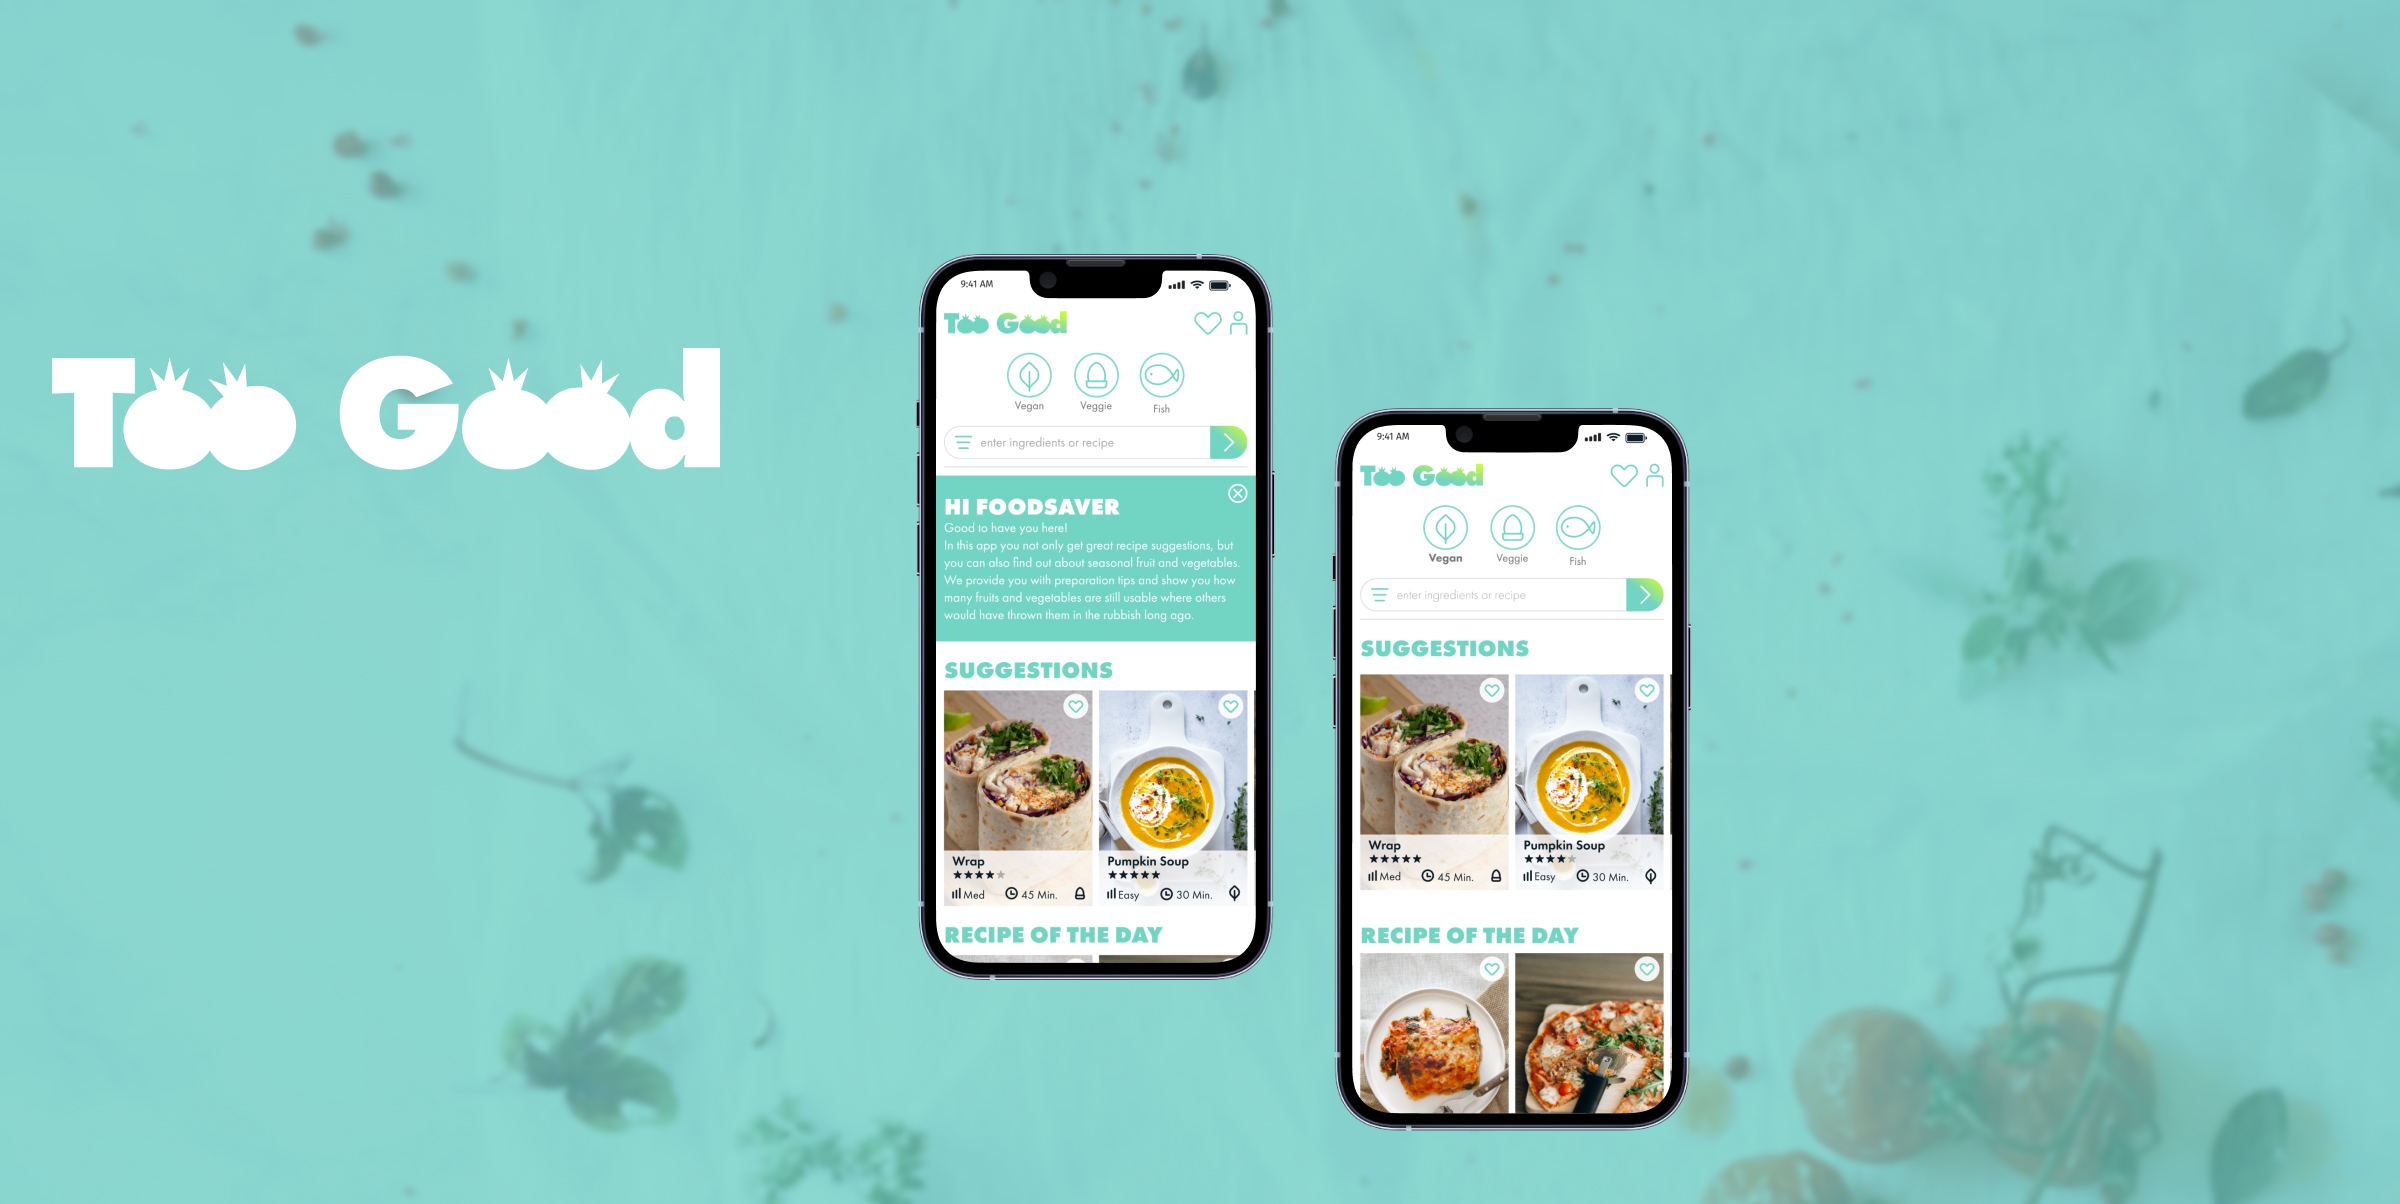 Too Good
9:41 AM
Too Good
Vegan Veggie Fish
enter ingredients or recipe
HI FOODSAVER
Good to have you here!
In this app you not only get great recipe suggestions, but
you can also find out about seasonal fruit and vegetables.
We provide you with preparation tips and show you how
many fruits and vegetables are still usable where others
would have thrown them in the rubbish long ago.
SUGGESTIONS
Wrap
Med 45 Min.
Pumpkin Soup
Easy 30 Min.
RECIPE OF THE DAY
9:41 AM
Too Good
Vegan Veggie Fish
enter ingredients or recipe
SUGGESTIONS
Wrap
Med 45 Min.
Pumpkin Soup
Easy 30 Min.
RECIPE OF THE DAY